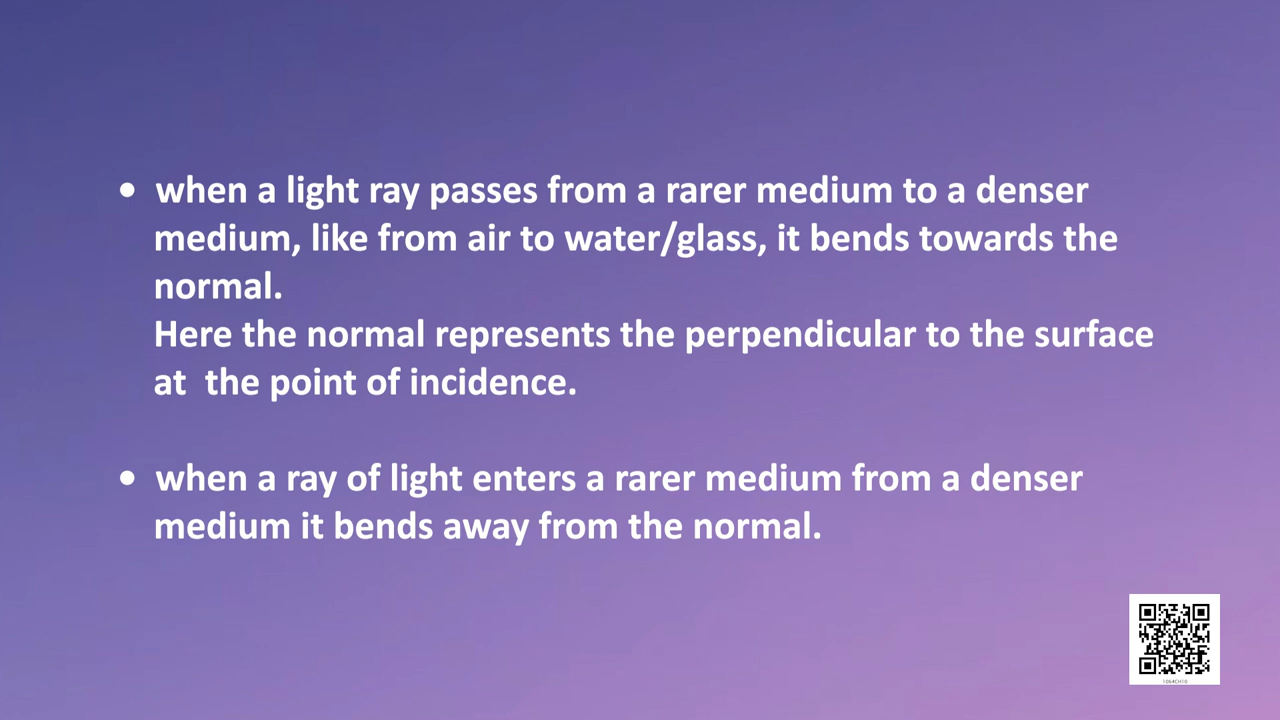 • when a light ray passes from a rarer medium to a denser
medium, like from air to water/glass, it bends towards the
normal.
Here the normal represents the perpendicular to the surface
at  the point of incidence.
• when a ray of light enters a rarer medium from a denser
medium it bends away from the normal.
1064CH10